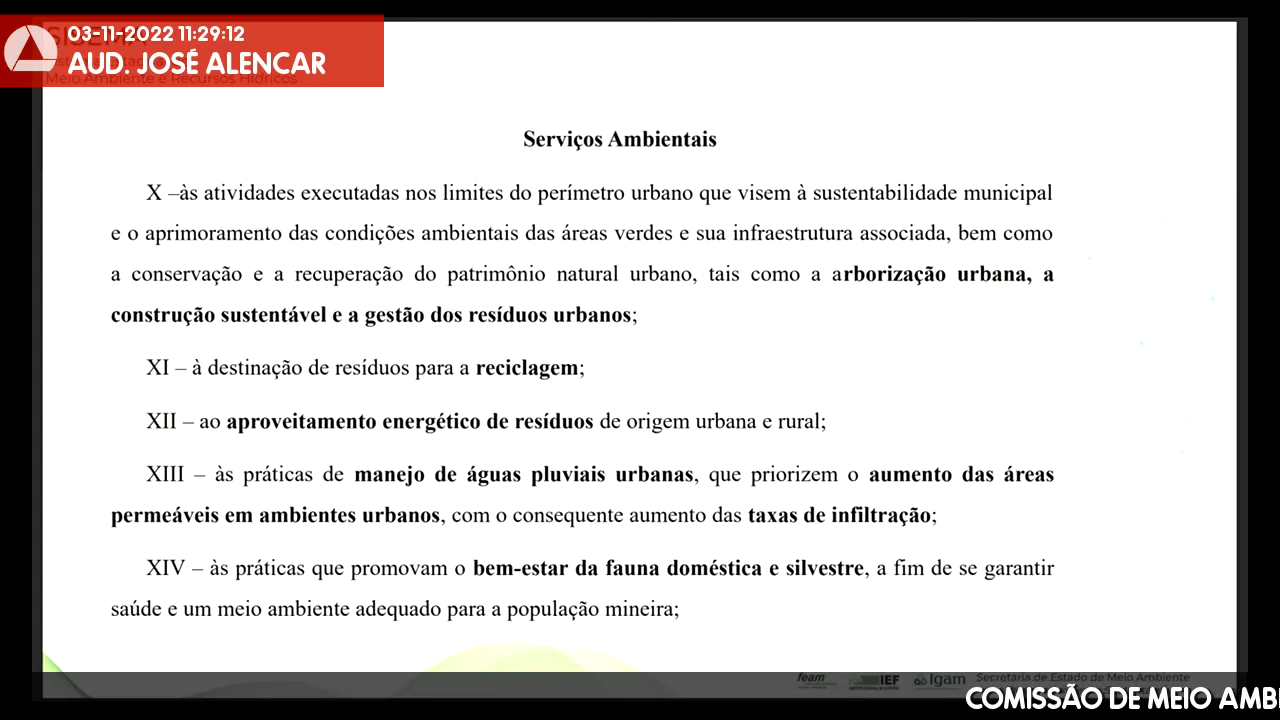 03-11-2022 11:29:12
AUD. JOSÉ ALENCAR
Meio Ambiente e Recursos Hídricos
Serviços Ambientais
X –às atividades executadas nos limites do perímetro urbano que visem à sustentabilidade municipal
e o aprimoramento das condições ambientais das áreas verdes e sua infraestrutura associada, bem como
a conservação e a recuperação do patrimônio natural urbano, tais como a arborização urbana, a
construção sustentável e a gestão dos resíduos urbanos;
XI – à destinação de resíduos para a reciclagem;
XII – ao aproveitamento energético de resíduos de origem urbana e rural;
XIII – às práticas de manejo de águas pluviais urbanas, que priorizem o aumento das áreas
permeáveis em ambientes urbanos, com o consequente aumento das taxas de infiltração;
XIV – às práticas que promovam o bem-estar da fauna doméstica e silvestre, a fim de se garantir
saúde e um meio ambiente adequado para a população mineira;
feam IEF Igam Secretaria de Estado de Meio Ambiente
COMISSÃO DE MEIO AMBI